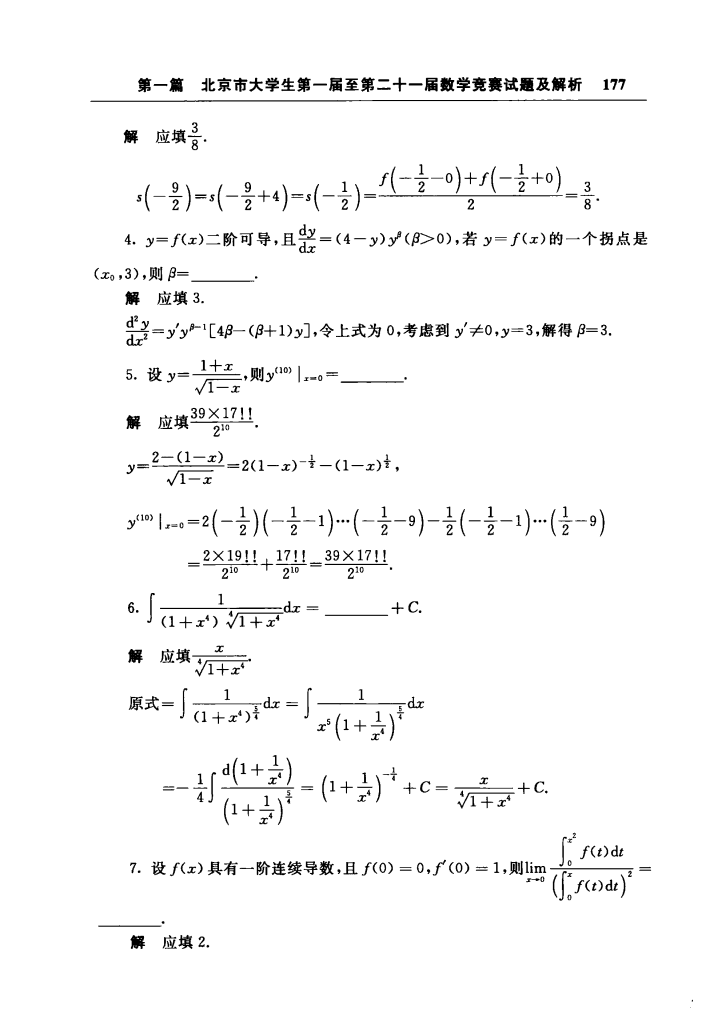 第一篇 北京市大学生第一届至第二十一届数学竞赛试题及解析 177
解 应填$\frac{3}{8}$.
$s\left(-\frac{9}{2}\right)=s\left(-\frac{9}{2}+4\right)=s\left(-\frac{1}{2}\right)=\frac{f\left(-\frac{1}{2}-0\right)+f\left(-\frac{1}{2}+0\right)}{2}=\frac{3}{8}$.
4. $y=f(x)$二阶可导,且$\frac{dy}{dx}=(4-y)y^{\beta}(\beta>0)$,若 $y=f(x)$的一个拐点是
$(x_0,3)$,则 $\beta=$________.
解 应填 3.
$\frac{d^2y}{dx^2}=y'y^{\beta-1}[4\beta-(\beta+1)y]$,令上式为 0,考虑到 $y'\neq0,y=3$,解得 $\beta=3$.
5. 设 $y=\frac{1+x}{\sqrt{1-x}}$,则$y^{(10)}|_{x=0}=$________.
解 应填$\frac{39\times17!!}{2^{10}}$.
$y=\frac{2-(1-x)}{\sqrt{1-x}}=2(1-x)^{-\frac{1}{2}}-(1-x)^{\frac{1}{2}}$,
$y^{(10)}|_{x=0}=2\left(-\frac{1}{2}\right)\left(-\frac{1}{2}-1\right)\cdots\left(-\frac{1}{2}-9\right)-\frac{1}{2}\left(-\frac{1}{2}-1\right)\cdots\left(\frac{1}{2}-9\right)$
$=\frac{2\times19!!}{2^{10}}+\frac{17!!}{2^{10}}=\frac{39\times17!!}{2^{10}}$.
6. $\int\frac{1}{(1+x^4)\sqrt[4]{1+x^4}}dx=$________$+C$.
解 应填$\frac{x}{\sqrt[4]{1+x^4}}$.
原式$=\int\frac{1}{(1+x^4)^{\frac{5}{4}}}dx=\int\frac{1}{x^5\left(1+\frac{1}{x^4}\right)^{\frac{5}{4}}}dx$
$=-\frac{1}{4}\int\frac{d\left(1+\frac{1}{x^4}\right)}{\left(1+\frac{1}{x^4}\right)^{\frac{5}{4}}}=\left(1+\frac{1}{x^4}\right)^{-\frac{1}{4}}+C=\frac{x}{\sqrt[4]{1+x^4}}+C$.
7. 设 $f(x)$具有一阶连续导数,且 $f(0)=0,f'(0)=1$,则$\lim_{x\to0}\frac{\int_0^{x^2}f(t)dt}{\left(\int_0^x f(t)dt\right)^2}=$
________.
解 应填 2.